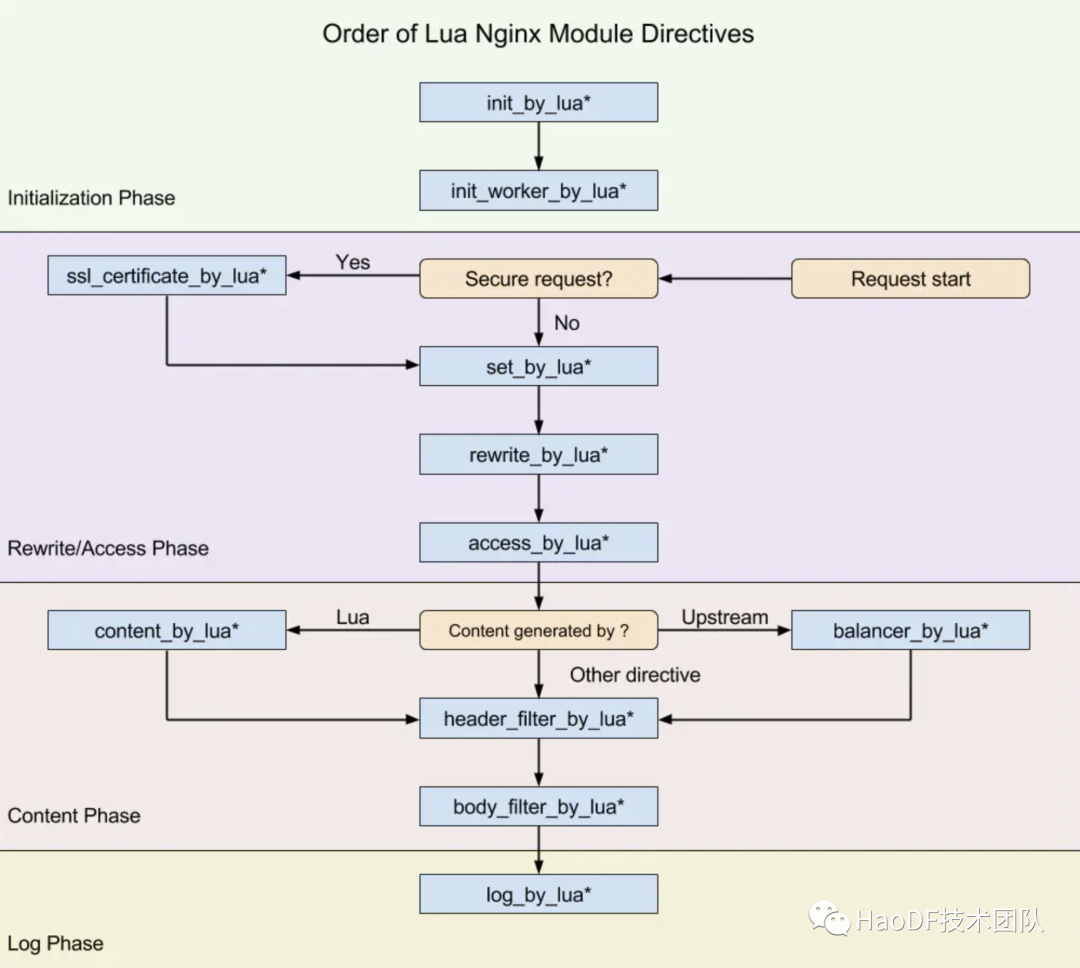 Order of Lua Nginx Module Directives
init_by_lua*
init_worker_by_lua*
Initialization Phase
ssl_certificate_by_lua*
Yes
Secure request?
Request start
No
set_by_lua*
rewrite_by_lua*
access_by_lua*
Rewrite/Access Phase
content_by_lua*
Lua
Content generated by ?
Upstream
balancer_by_lua*
Other directive
header_filter_by_lua*
body_filter_by_lua*
Content Phase
log_by_lua*
HaoDF技术团队
Log Phase